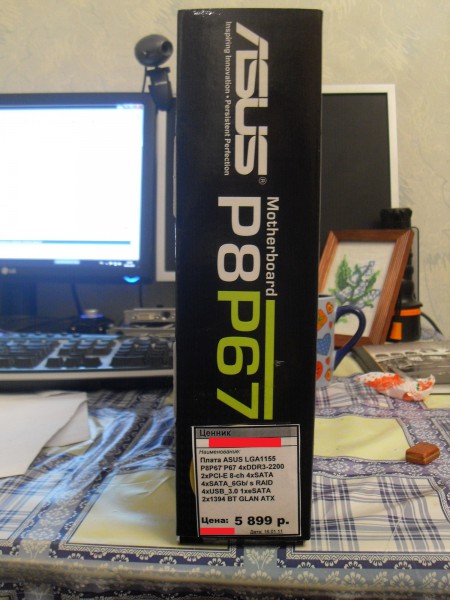 ASUS
Inspiring Innovation • Persistent Perfection
Motherboard
P8P67
Ценник
Наименование:
Плата ASUS LGA1155
P8P67 P67 4xDDR3-2200
2xPCI-E 8-ch 4xSATA
4xSATA_6Gb/ s RAID
4xUSB_3.0 1xeSATA
2x1394 BT GLAN ATX
Цена: 5 899 р.
LG